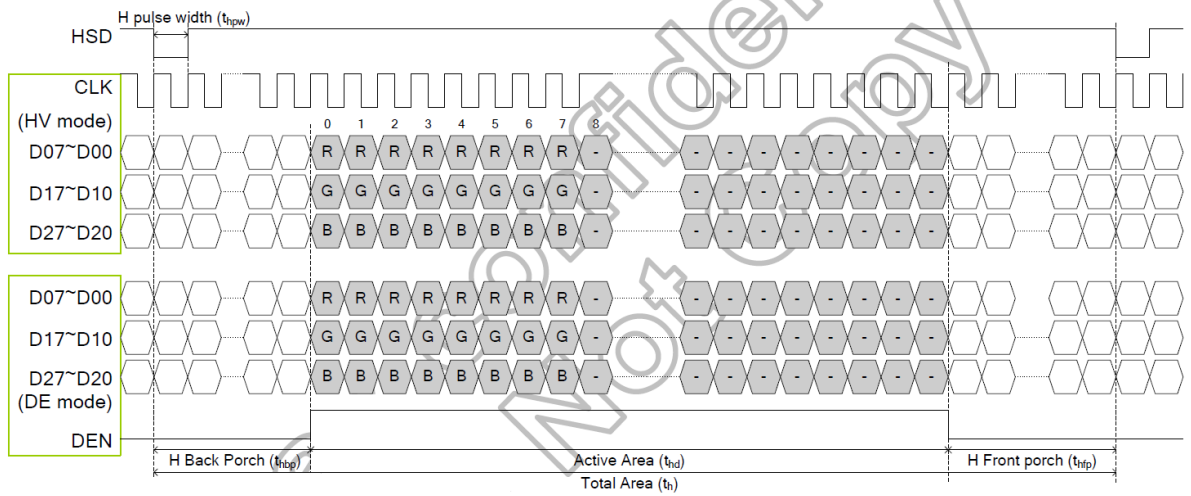 H pulse width (thpw)
HSD
CLK
(HV mode)
0 1 2 3 4 5 6 7 8
D07~D00 R R R R R R R R - - - - - - - - -
D17~D10 G G G G G G G G - - - - - - - - -
D27~D20 B B B B B B B B - - - - - - - - -
D07~D00 R R R R R R R R - - - - - - - - -
D17~D10 G G G G G G G G - - - - - - - - -
D27~D20 B B B B B B B B - - - - - - - - -
(DE mode)
DEN
H Back Porch (thbp) Active Area (thd) H Front porch (thfp)
Total Area (th)
Not Copy